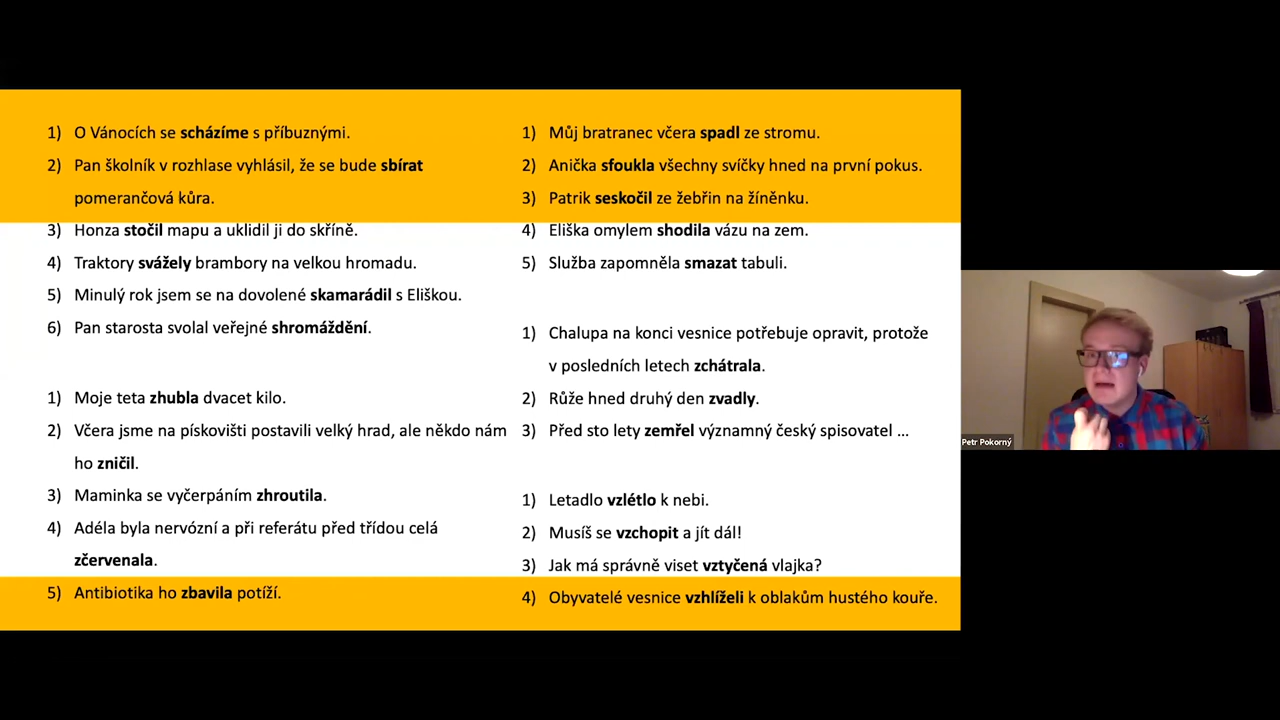 1) O Vánocích se scházíme s příbuznými.
2) Pan školník v rozhlase vyhlásil, že se bude sbírat
pomerančová kůra.
3) Honza stočil mapu a uklidil ji do skříně.
4) Traktory svážely brambory na velkou hromadu.
5) Minulý rok jsem se na dovolené skamarádil s Eliškou.
6) Pan starosta svolal veřejné shromáždění.
1) Moje teta zhubla dvacet kilo.
2) Včera jsme na pískovišti postavili velký hrad, ale někdo nám
ho zničil.
3) Maminka se vyčerpáním zhroutila.
4) Adéla byla nervózní a při referátu před třídou celá
zčervenala.
5) Antibiotika ho zbavila potíží.
1) Můj bratranec včera spadl ze stromu.
2) Anička sfoukla všechny svíčky hned na první pokus.
3) Patrik seskočil ze žebřin na žíněnku.
4) Eliška omylem shodila vázu na zem.
5) Služba zapomněla smazat tabuli.
1) Chalupa na konci vesnice potřebuje opravit, protože
v posledních letech zchátrala.
2) Růže hned druhý den zvadly.
3) Před sto lety zemřel významný český spisovatel ...
1) Letadlo vzlétlo k nebi.
2) Musíš se vzchopit a jít dál!
3) Jak má správně viset vztyčená vlajka?
4) Obyvatelé vesnice vzhlíželi k oblakům hustého kouře.
Petr Pokorný